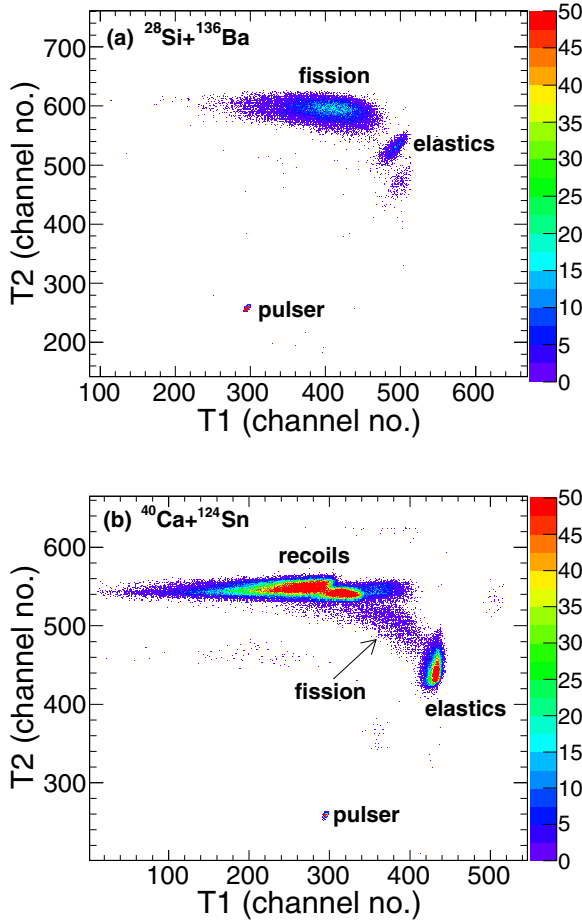 (a) ²⁸Si+¹³⁶Ba
fission
elastics
pulser
T2 (channel no.)
700
600
500
400
300
200
100 200 300 400 500 600
T1 (channel no.)
50
45
40
35
30
25
20
15
10
5
0
(b) ⁴⁰Ca+¹²⁴Sn
recoils
fission
elastics
pulser
T2 (channel no.)
600
500
400
300
100 200 300 400 500
T1 (channel no.)
50
45
40
35
30
25
20
15
10
5
0